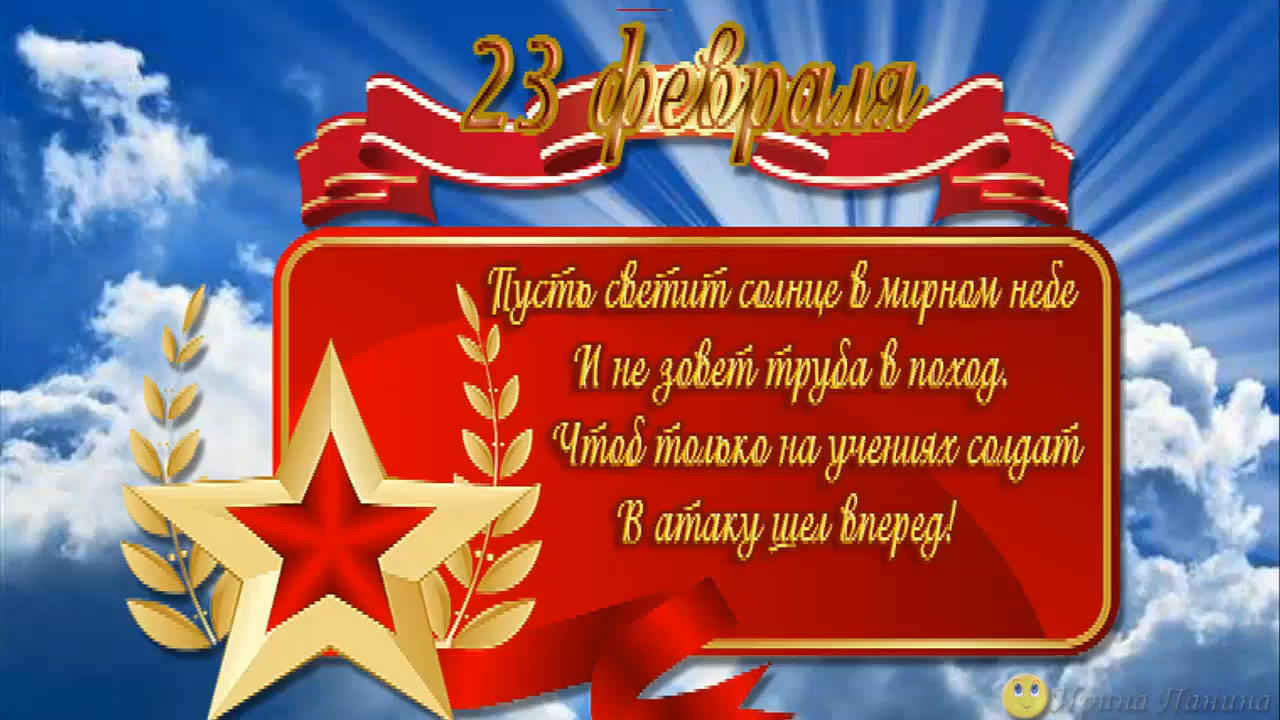 23 февраля
Пусть светит солнце в мирном небе
И не зовет труба в поход.
Чтоб только на учениях солдат
В атаку шел вперед!
Ирина Панина